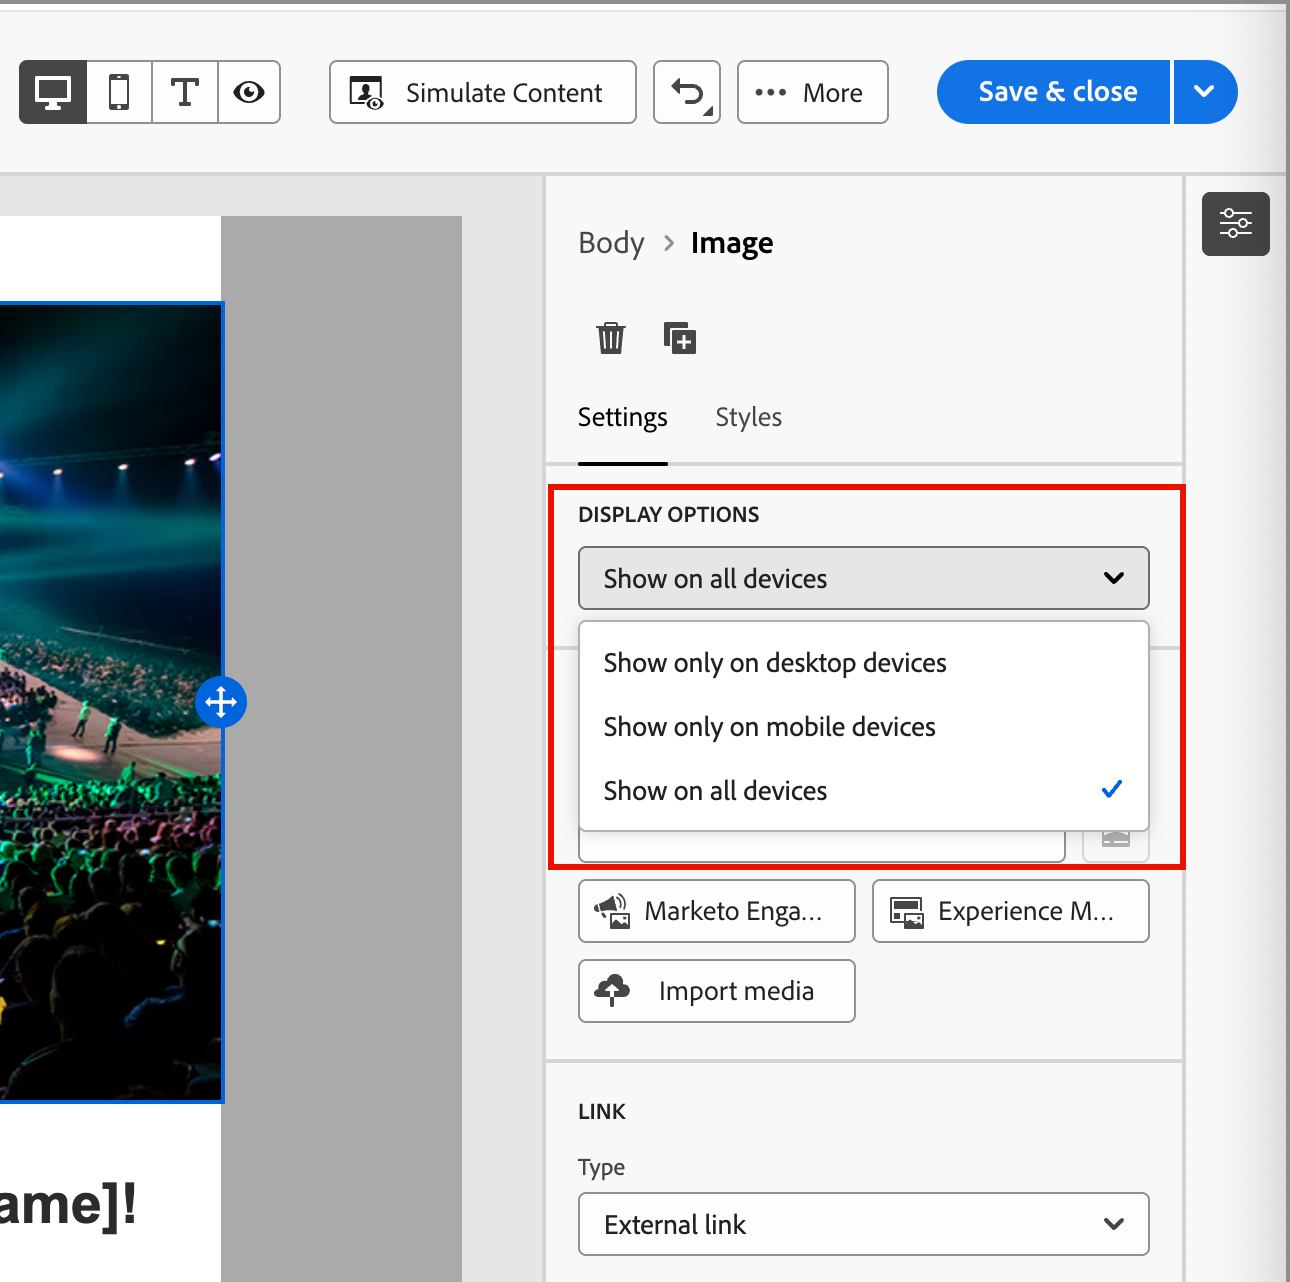 T
Simulate Content
More
Save & close
Body > Image
Settings
Styles
DISPLAY OPTIONS
Show on all devices
Show only on desktop devices
Show only on mobile devices
Show on all devices
Marketo Enga...
Experience M...
Import media
LINK
Type
External link
ame]!